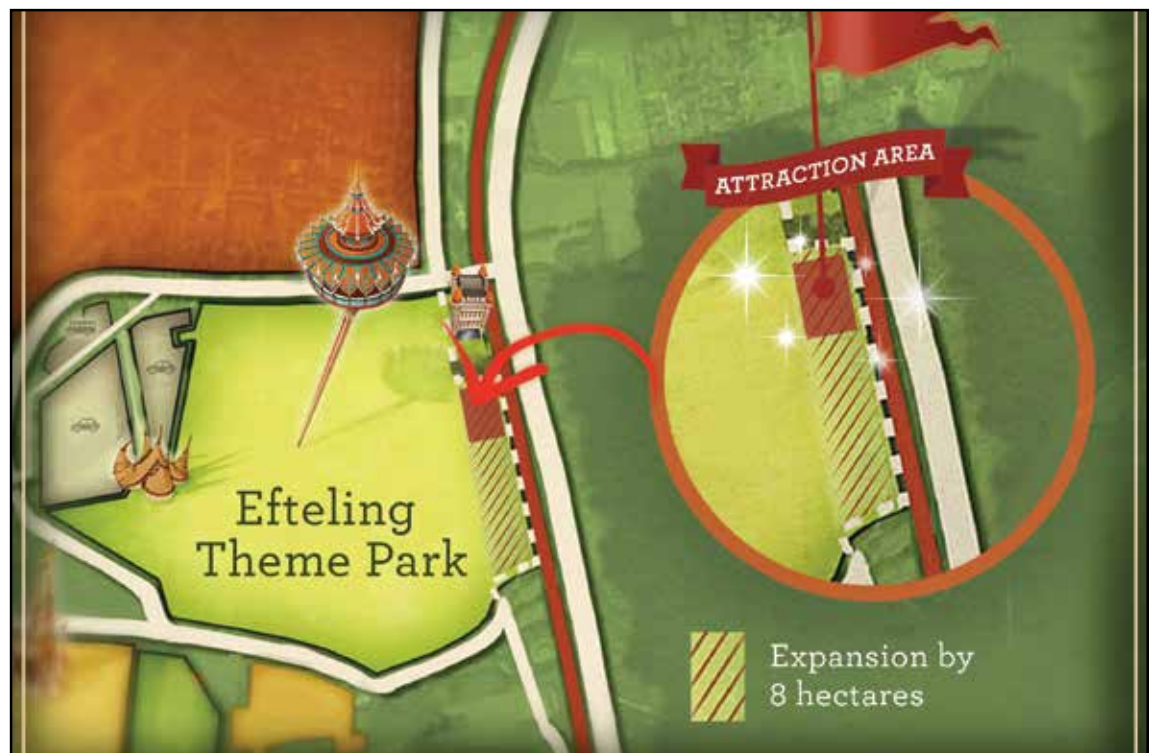 ATTRACTION AREA
Efteling
Theme Park
Expansion by
8 hectares